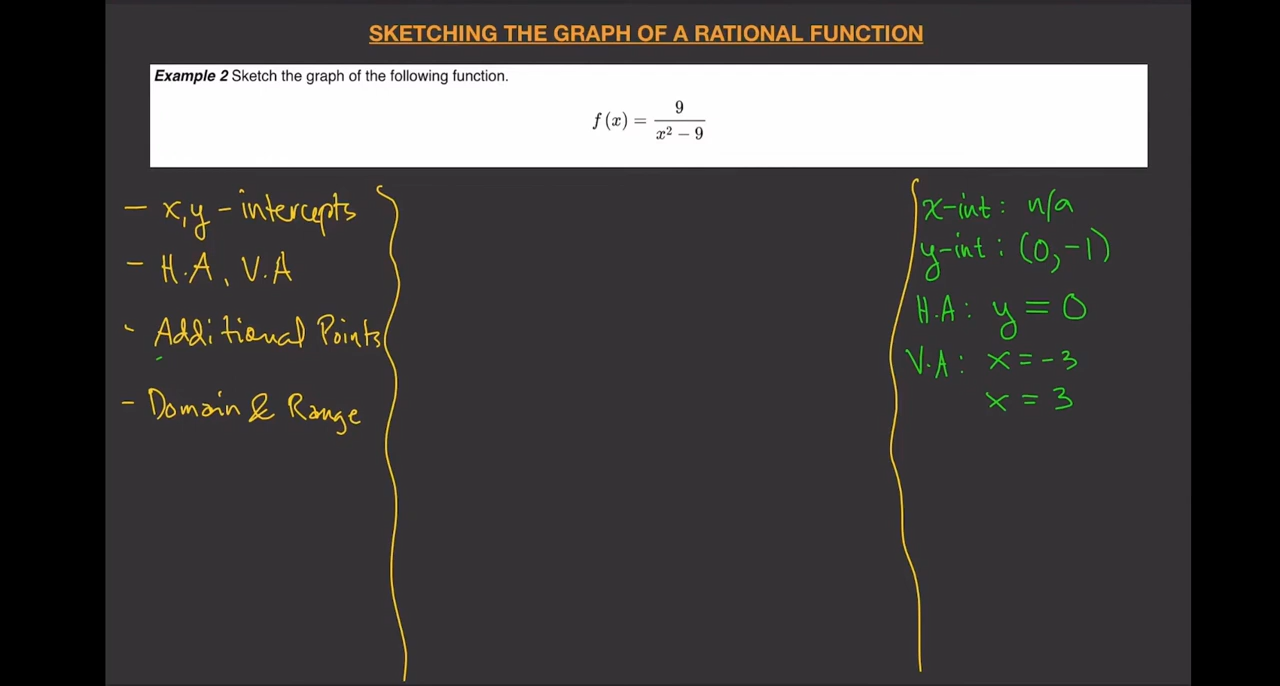 SKETCHING THE GRAPH OF A RATIONAL FUNCTION
Example 2 Sketch the graph of the following function.
f(x) = 9/(x² − 9)
– x,y – intercepts
– H.A, V.A
- Additional Points
– Domain & Range
x-int: n/a
y-int: (0,-1)
H.A: y = 0
V.A: x = -3
x = 3